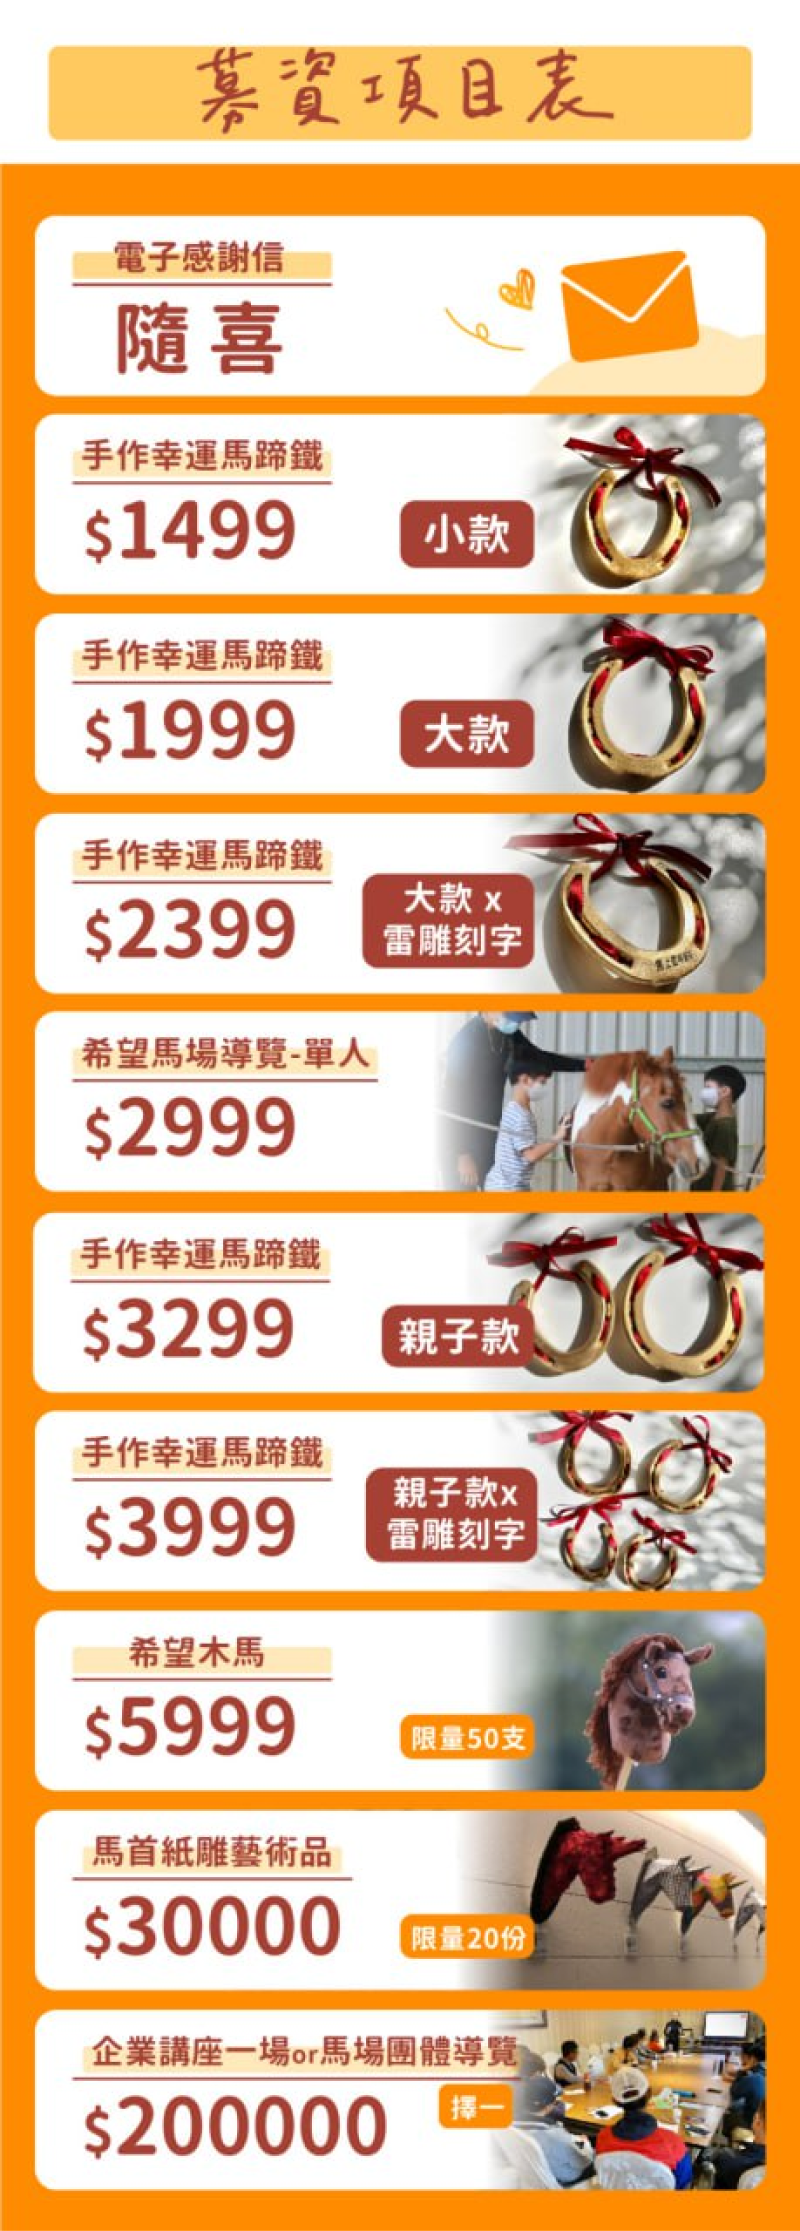 募資項目表
電子感謝信
隨喜
手作幸運馬蹄鐵
$1499
小款
手作幸運馬蹄鐵
$1999
大款
手作幸運馬蹄鐵
$2399
大款 x
雷雕刻字
希望馬場導覽-單人
$2999
手作幸運馬蹄鐵
$3299
親子款
手作幸運馬蹄鐵
$3999
親子款x
雷雕刻字
希望木馬
$5999
限量50支
馬首紙雕藝術品
$30000
限量20份
企業講座一場or馬場團體導覽
$200000
擇一